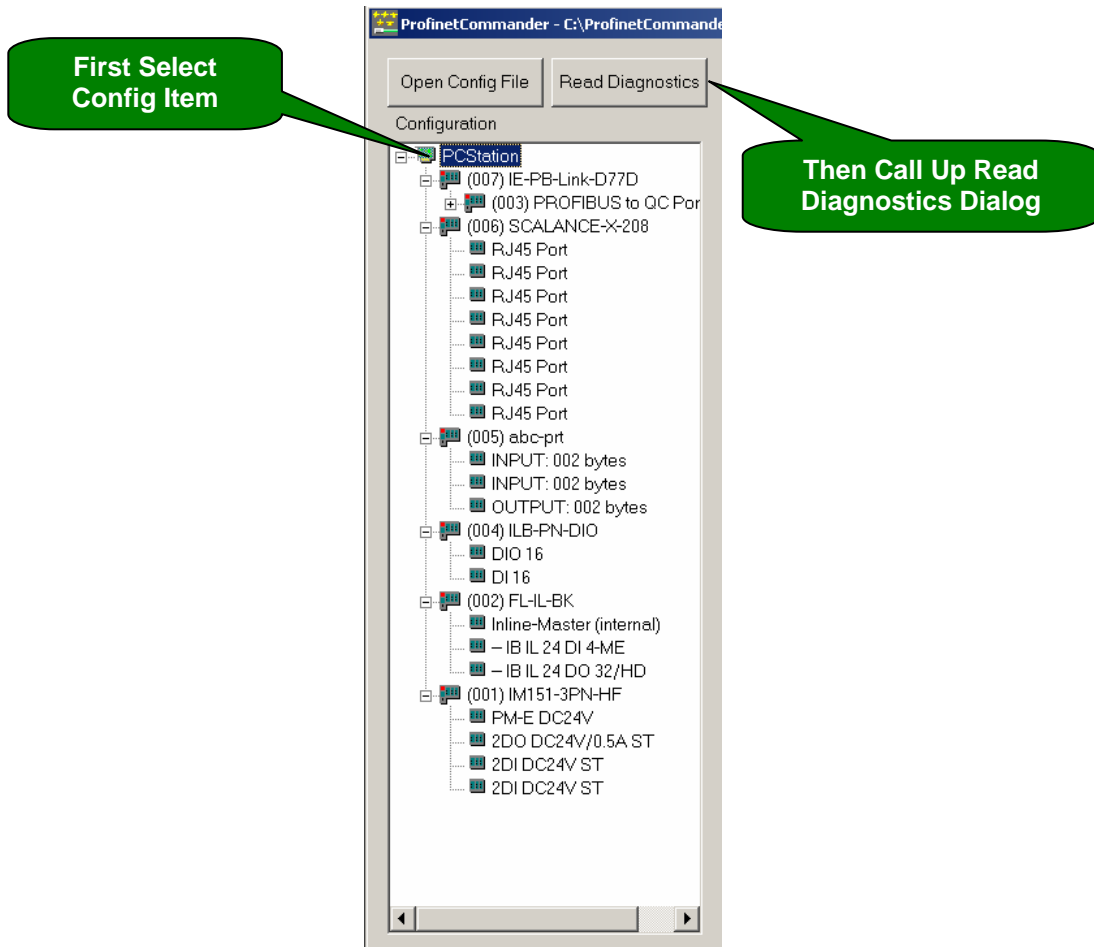 ProfinetCommander - C:\ProfinetCommande
First Select
Config Item
Open Config File
Read Diagnostics
Configuration
Then Call Up Read
Diagnostics Dialog
PCStation
(007) IE-PB-Link-D77D
(003) PROFIBUS to QC Por
(006) SCALANCE-X-208
RJ45 Port
RJ45 Port
RJ45 Port
RJ45 Port
RJ45 Port
RJ45 Port
RJ45 Port
RJ45 Port
(005) abc-prt
INPUT: 002 bytes
INPUT: 002 bytes
OUTPUT: 002 bytes
(004) ILB-PN-DIO
DIO 16
DI 16
(002) FL-IL-BK
Inline-Master (internal)
– IB IL 24 DI 4-ME
– IB IL 24 DO 32/HD
(001) IM151-3PN-HF
PM-E DC24V
2DO DC24V/0.5A ST
2DI DC24V ST
2DI DC24V ST